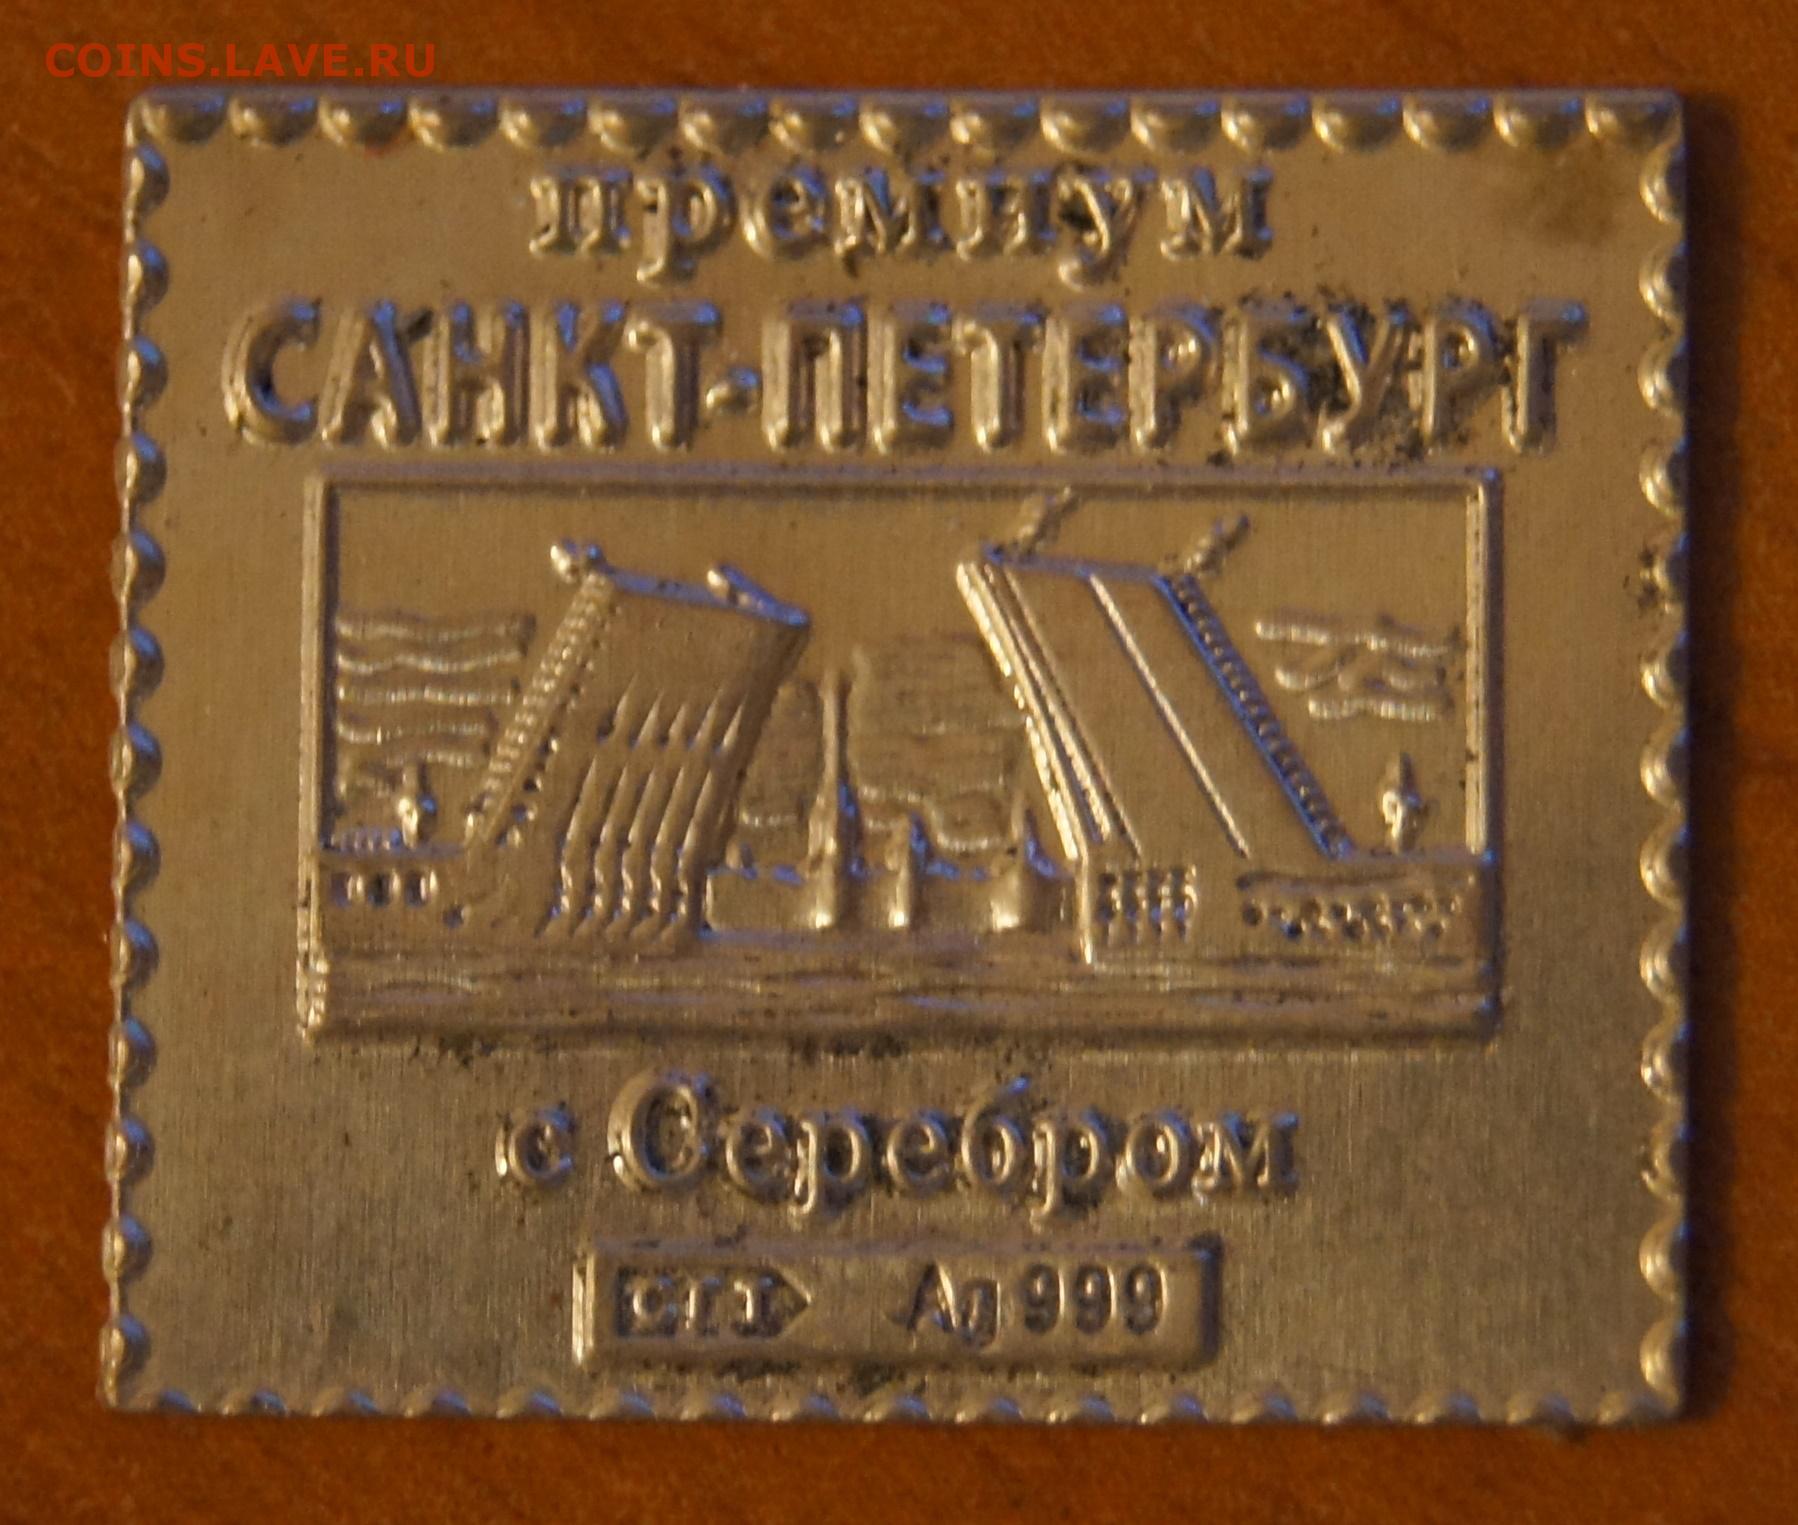 COINS.LAVE.RU
премиум
САНКТ-ПЕТЕРБУРГ
с Серебром
Ag 999